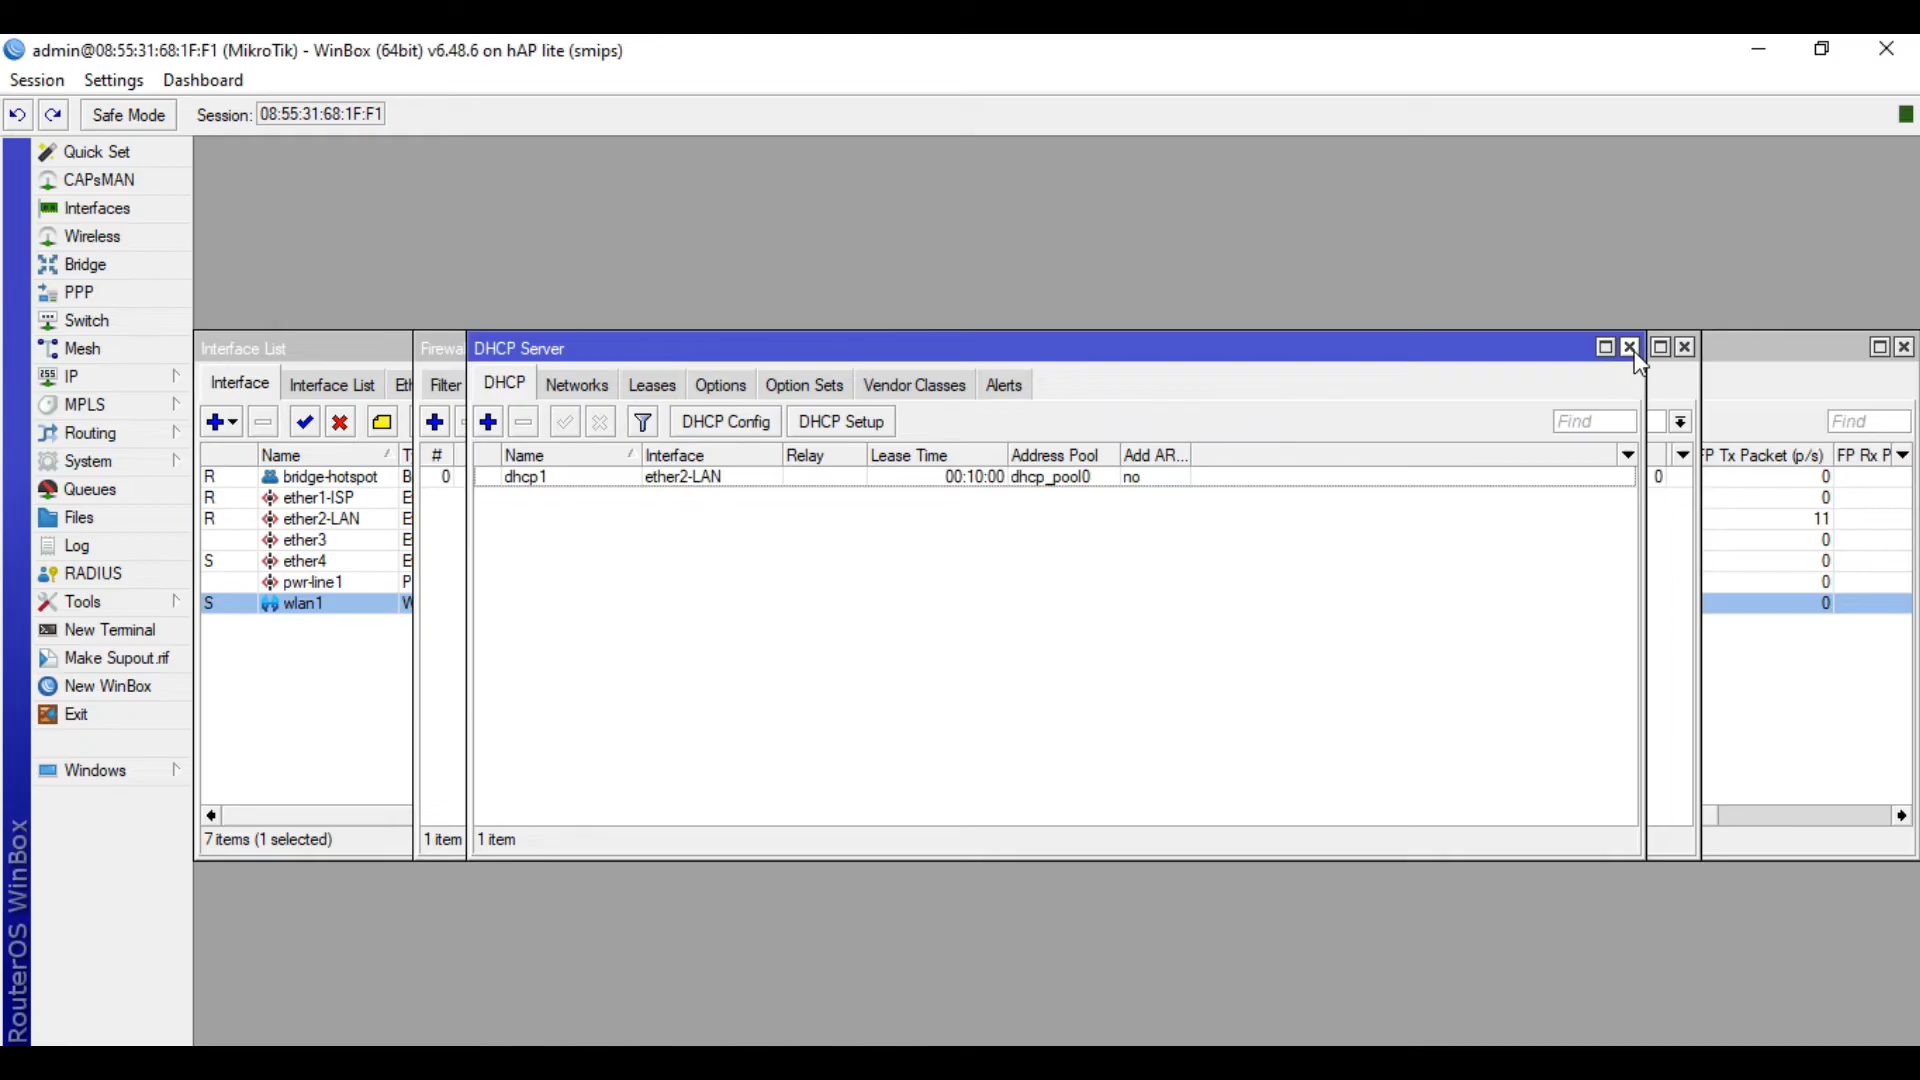 admin@08:55:31:68:1F:F1 (MikroTik) - WinBox (64bit) v6.48.6 on hAP lite (smips)
Session Settings Dashboard
Safe Mode Session: 08:55:31:68:1F:F1
Quick Set
CAPsMAN
Interfaces
Wireless
Bridge
PPP
Switch
Mesh
IP
MPLS
Routing
System
Queues
Files
Log
RADIUS
Tools
New Terminal
Make Supout.rif
New WinBox
Exit
Windows
RouterOS WinBox
Interface List
Interface Interface List Et
Name T
R bridge-hotspot B
R ether1-ISP E
R ether2-LAN E
ether3 E
S ether4 E
pwr-line1 P
S wlan1 W
7 items (1 selected)
Firewa
Filter
#
0
1 item
DHCP Server
DHCP Networks Leases Options Option Sets Vendor Classes Alerts
DHCP Config DHCP Setup Find
Name Interface Relay Lease Time Address Pool Add AR...
dhcp1 ether2-LAN 00:10:00 dhcp_pool0 no
1 item
0
Find
FP Tx Packet (p/s) FP Rx P
0
0
11
0
0
0
0